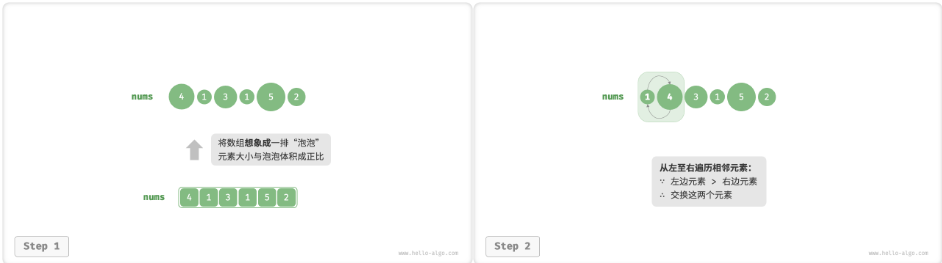 nums 4 1 3 1 5 2
将数组想象成一排“泡泡”
元素大小与泡泡体积成正比
nums 4 1 3 1 5 2
Step 1
www.hello-algo.com
nums 1 4 3 1 5 2
从左至右遍历相邻元素：
∵ 左边元素 > 右边元素
∴ 交换这两个元素
Step 2
www.hello-algo.com